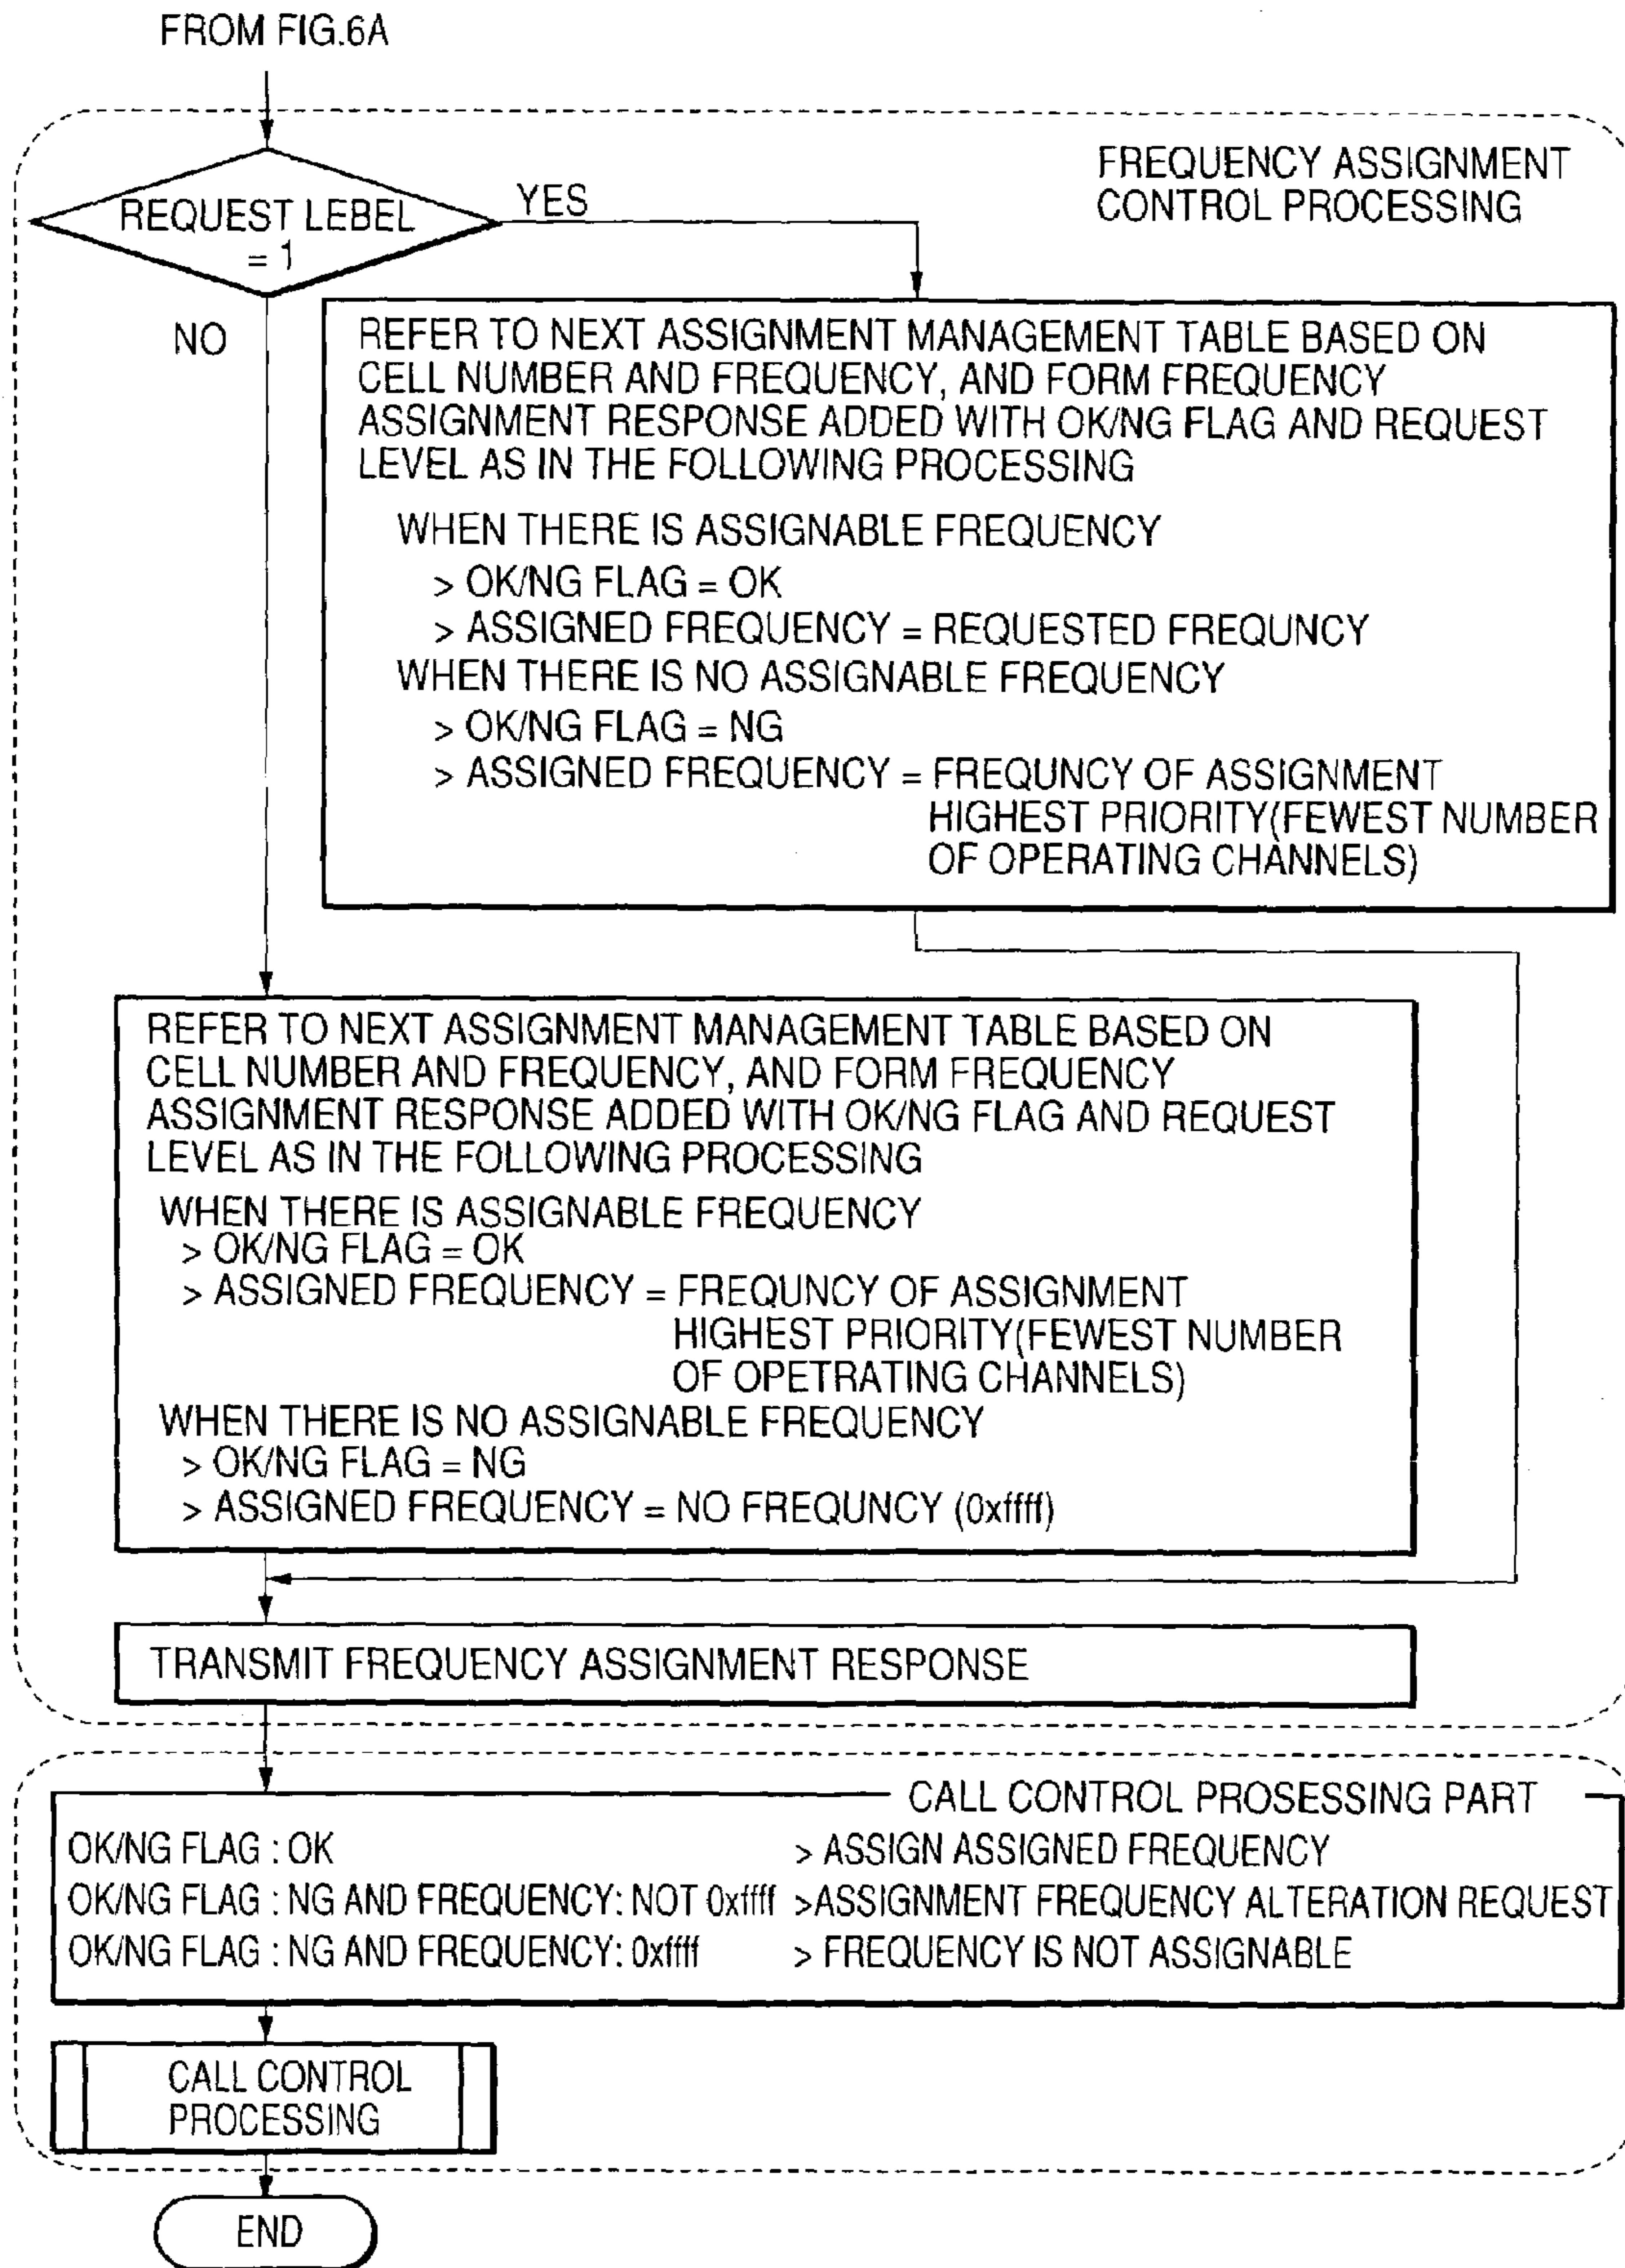 FROM FIG.6A
FREQUENCY ASSIGNMENT
CONTROL PROCESSING
REQUEST LEBEL
= 1
YES
NO
REFER TO NEXT ASSIGNMENT MANAGEMENT TABLE BASED ON
CELL NUMBER AND FREQUENCY, AND FORM FREQUENCY
ASSIGNMENT RESPONSE ADDED WITH OK/NG FLAG AND REQUEST
LEVEL AS IN THE FOLLOWING PROCESSING
WHEN THERE IS ASSIGNABLE FREQUENCY
> OK/NG FLAG = OK
> ASSIGNED FREQUENCY = REQUESTED FREQUNCY
WHEN THERE IS NO ASSIGNABLE FREQUENCY
> OK/NG FLAG = NG
> ASSIGNED FREQUENCY = FREQUNCY OF ASSIGNMENT
HIGHEST PRIORITY(FEWEST NUMBER
OF OPERATING CHANNELS)
REFER TO NEXT ASSIGNMENT MANAGEMENT TABLE BASED ON
CELL NUMBER AND FREQUENCY, AND FORM FREQUENCY
ASSIGNMENT RESPONSE ADDED WITH OK/NG FLAG AND REQUEST
LEVEL AS IN THE FOLLOWING PROCESSING
WHEN THERE IS ASSIGNABLE FREQUENCY
> OK/NG FLAG = OK
> ASSIGNED FREQUENCY = FREQUNCY OF ASSIGNMENT
HIGHEST PRIORITY(FEWEST NUMBER
OF OPETRATING CHANNELS)
WHEN THERE IS NO ASSIGNABLE FREQUENCY
> OK/NG FLAG = NG
> ASSIGNED FREQUENCY = NO FREQUNCY (0xffff)
TRANSMIT FREQUENCY ASSIGNMENT RESPONSE
CALL CONTROL PROSESSING PART
OK/NG FLAG : OK > ASSIGN ASSIGNED FREQUENCY
OK/NG FLAG : NG AND FREQUENCY: NOT 0xffff >ASSIGNMENT FREQUENCY ALTERATION REQUEST
OK/NG FLAG : NG AND FREQUENCY: 0xffff > FREQUENCY IS NOT ASSIGNABLE
CALL CONTROL
PROCESSING
END